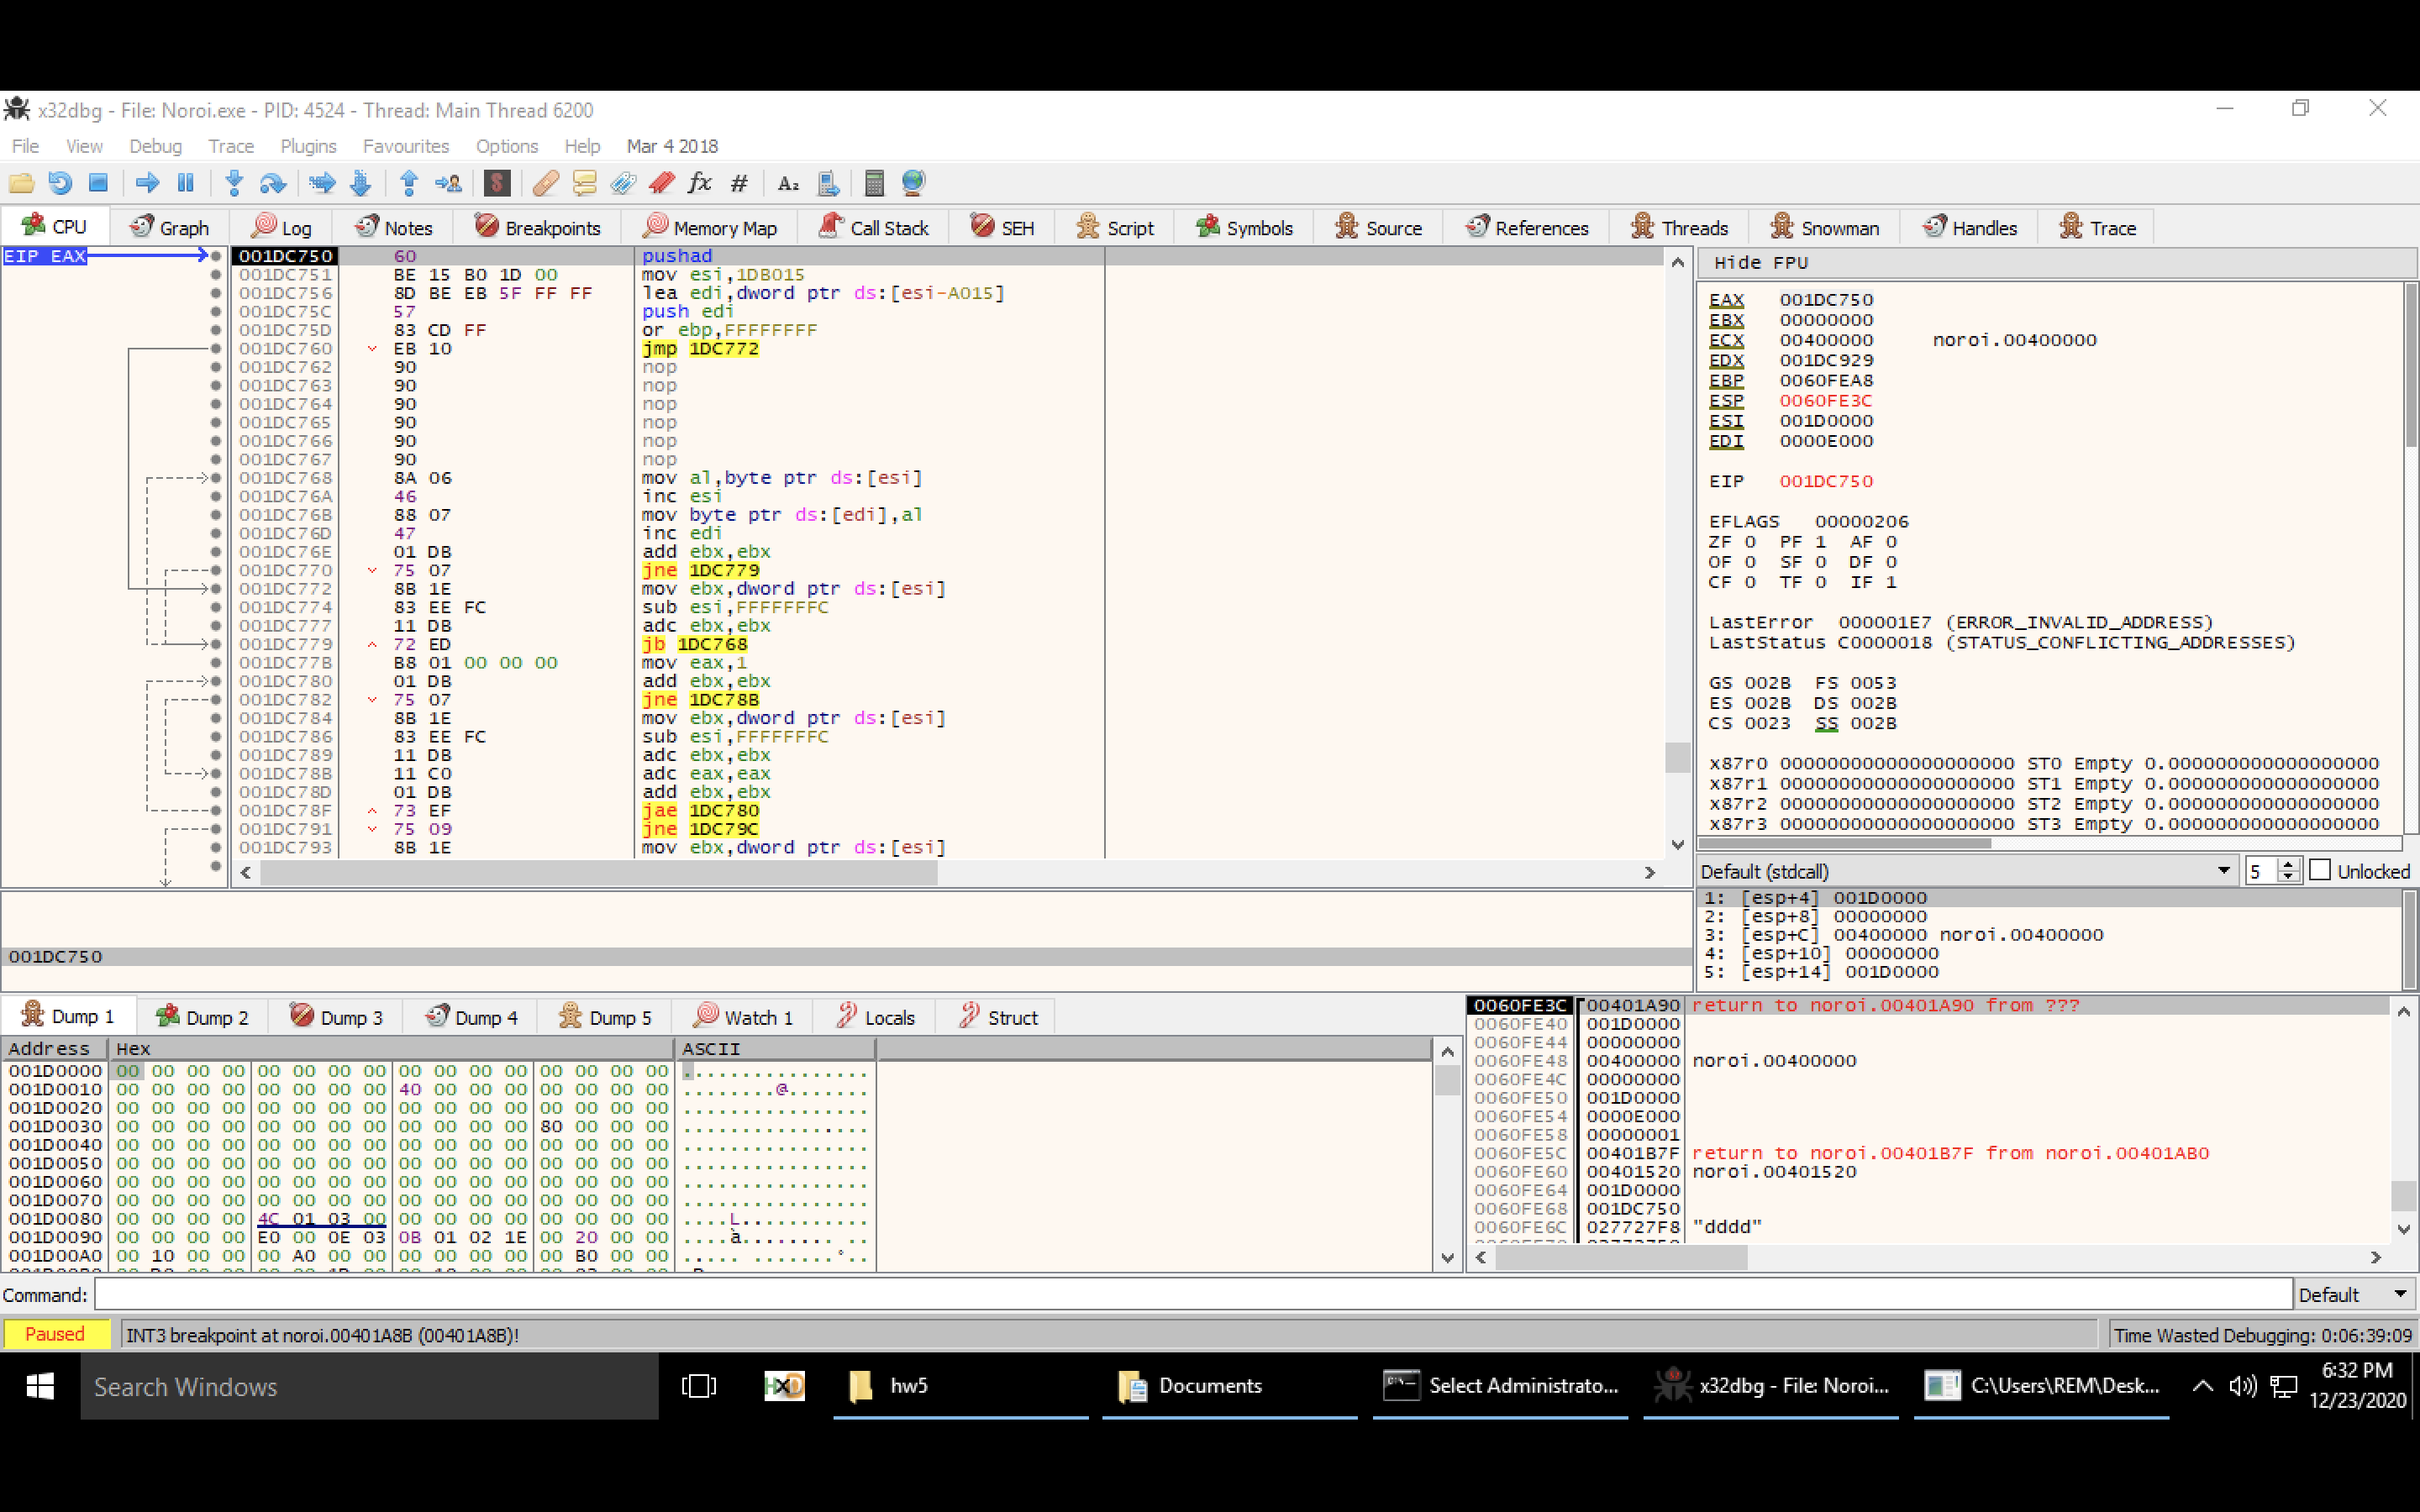 x32dbg - File: Noroi.exe - PID: 4524 - Thread: Main Thread 6200
File View Debug Trace Plugins Favourites Options Help Mar 4 2018
CPU Graph Log Notes Breakpoints Memory Map Call Stack SEH Script Symbols Source References Threads Snowman Handles Trace
EIP EAX
001DC750 60 pushad
001DC751 BE 15 B0 1D 00 mov esi,1DB015
001DC756 8D BE EB 5F FF FF lea edi,dword ptr ds:[esi-A015]
001DC75C 57 push edi
001DC75D 83 CD FF or ebp,FFFFFFFF
001DC760 EB 10 jmp 1DC772
001DC762 90 nop
001DC763 90 nop
001DC764 90 nop
001DC765 90 nop
001DC766 90 nop
001DC767 90 nop
001DC768 8A 06 mov al,byte ptr ds:[esi]
001DC76A 46 inc esi
001DC76B 88 07 mov byte ptr ds:[edi],al
001DC76D 47 inc edi
001DC76E 01 DB add ebx,ebx
001DC770 75 07 jne 1DC779
001DC772 8B 1E mov ebx,dword ptr ds:[esi]
001DC774 83 EE FC sub esi,FFFFFFFC
001DC777 11 DB adc ebx,ebx
001DC779 72 ED jb 1DC768
001DC77B B8 01 00 00 00 mov eax,1
001DC780 01 DB add ebx,ebx
001DC782 75 07 jne 1DC78B
001DC784 8B 1E mov ebx,dword ptr ds:[esi]
001DC786 83 EE FC sub esi,FFFFFFFC
001DC789 11 DB adc ebx,ebx
001DC78B 11 C0 adc eax,eax
001DC78D 01 DB add ebx,ebx
001DC78F 73 EF jae 1DC780
001DC791 75 09 jne 1DC79C
001DC793 8B 1E mov ebx,dword ptr ds:[esi]
001DC750
Hide FPU
EAX 001DC750
EBX 00000000
ECX 00400000 noroi.00400000
EDX 001DC929
EBP 0060FEA8
ESP 0060FE3C
ESI 001D0000
EDI 0000E000
EIP 001DC750
EFLAGS 00000206
ZF 0 PF 1 AF 0
OF 0 SF 0 DF 0
CF 0 TF 0 IF 1
LastError 000001E7 (ERROR_INVALID_ADDRESS)
LastStatus C0000018 (STATUS_CONFLICTING_ADDRESSES)
GS 002B FS 0053
ES 002B DS 002B
CS 0023 SS 002B
x87r0 00000000000000000000 ST0 Empty 0.000000000000000000
x87r1 00000000000000000000 ST1 Empty 0.000000000000000000
x87r2 00000000000000000000 ST2 Empty 0.000000000000000000
x87r3 00000000000000000000 ST3 Empty 0.000000000000000000
Default (stdcall) 5 Unlocked
1: [esp+4] 001D0000
2: [esp+8] 00000000
3: [esp+C] 00400000 noroi.00400000
4: [esp+10] 00000000
5: [esp+14] 001D0000
Dump 1 Dump 2 Dump 3 Dump 4 Dump 5 Watch 1 Locals Struct
Address Hex ASCII
001D0000 00 00 00 00 00 00 00 00 00 00 00 00 00 00 00 00 ................
001D0010 00 00 00 00 00 00 00 00 40 00 00 00 00 00 00 00 ........@.......
001D0020 00 00 00 00 00 00 00 00 00 00 00 00 00 00 00 00 ................
001D0030 00 00 00 00 00 00 00 00 00 00 00 00 80 00 00 00 ................
001D0040 00 00 00 00 00 00 00 00 00 00 00 00 00 00 00 00 ................
001D0050 00 00 00 00 00 00 00 00 00 00 00 00 00 00 00 00 ................
001D0060 00 00 00 00 00 00 00 00 00 00 00 00 00 00 00 00 ................
001D0070 00 00 00 00 00 00 00 00 00 00 00 00 00 00 00 00 ................
001D0080 00 00 00 00 4C 01 03 00 00 00 00 00 00 00 00 00 ....L...........
001D0090 00 00 00 00 E0 00 0E 03 0B 01 02 1E 00 20 00 00 ....à........ ..
001D00A0 00 10 00 00 00 A0 00 00 00 00 00 00 00 B0 00 00 ..... .......°..
0060FE3C 00401A90 return to noroi.00401A90 from ???
0060FE40 001D0000
0060FE44 00000000
0060FE48 00400000 noroi.00400000
0060FE4C 00000000
0060FE50 001D0000
0060FE54 0000E000
0060FE58 00000001
0060FE5C 00401B7F return to noroi.00401B7F from noroi.00401AB0
0060FE60 00401520 noroi.00401520
0060FE64 001D0000
0060FE68 001DC750
0060FE6C 027727F8 "dddd"
Command: Default
Paused INT3 breakpoint at noroi.00401A8B (00401A8B)! Time Wasted Debugging: 0:06:39:09
Search Windows HxD hw5 Documents Select Administrato... x32dbg - File: Noroi... C:\Users\REM\Desk... 6:32 PM
12/23/2020